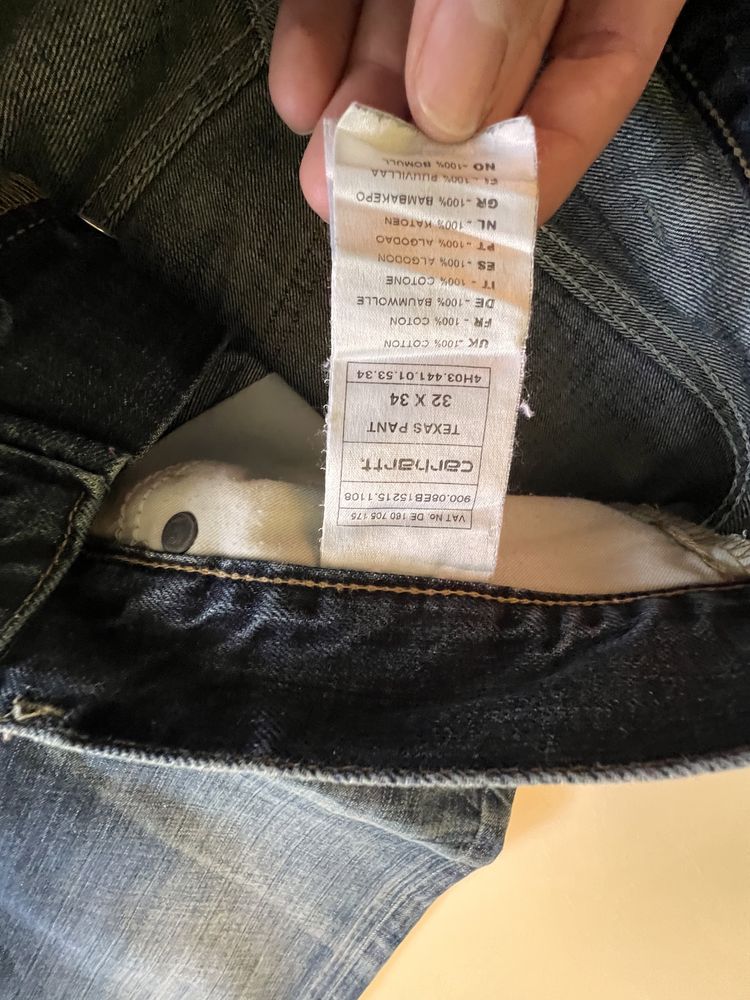 VAT No. DE 160 705 175
900.08EB15215.1108
carhartt.
TEXAS PANT
32 X 34
4H03.441.01.53.34
UK -100% COTTON
FR -100% COTON
DE -100% BAUMWOLLE
IT -100% COTONE
ES -100% ALGODON
PT -100% ALGODAO
NL -100% KATOEN
GR -100% BAMBAKEPO
FI -100% PUUVILLAA
NO -100% BOMULL